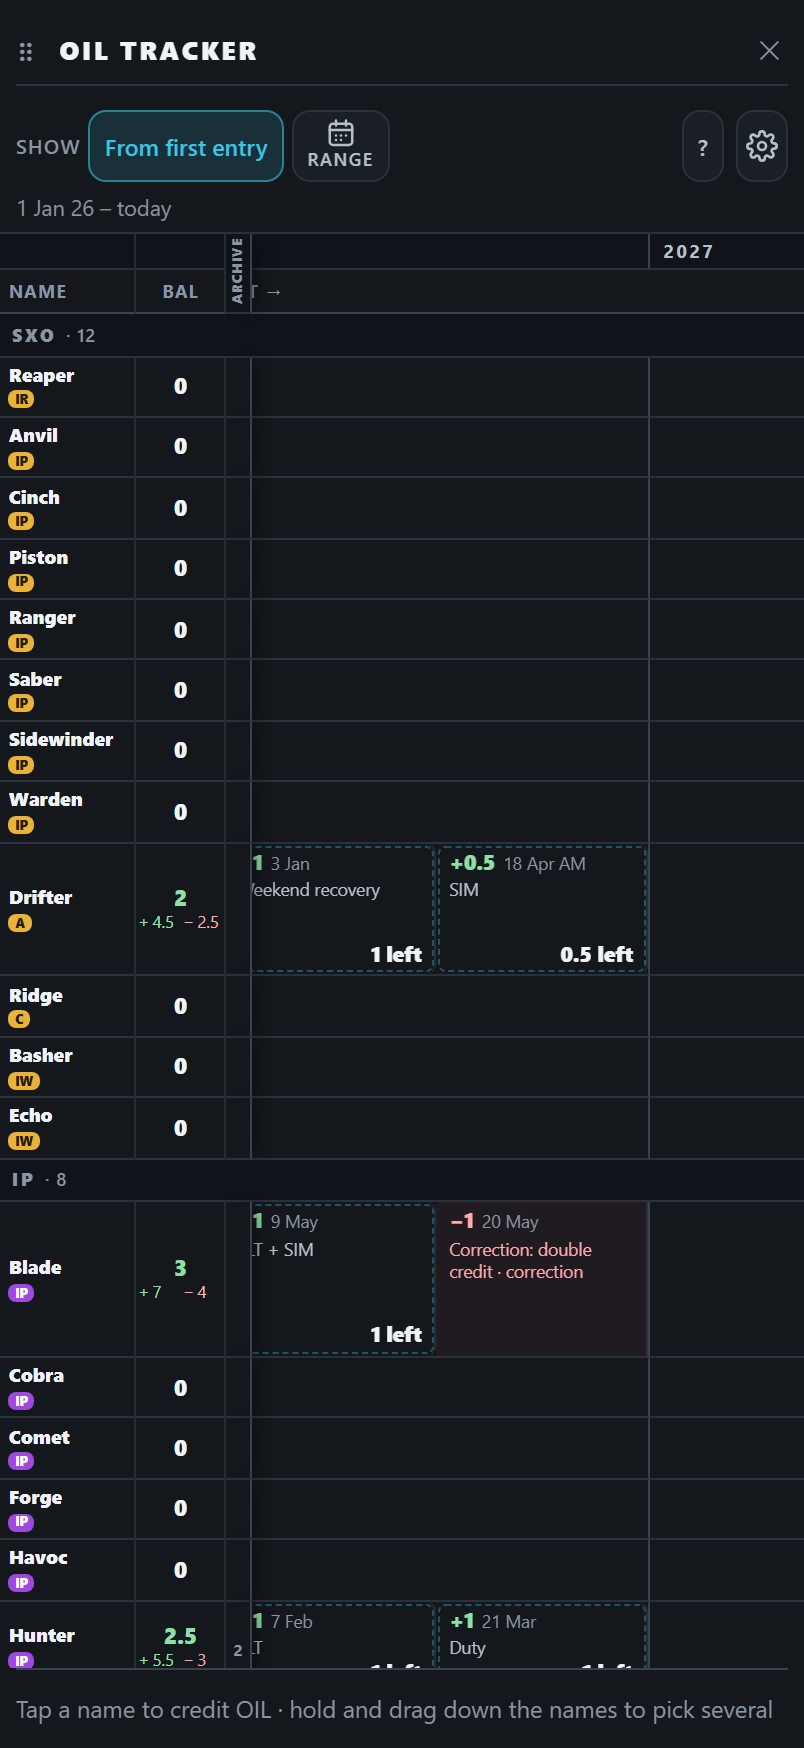 OIL TRACKER
SHOW
From first entry
RANGE
?
1 Jan 26 – today
2027
NAME
BAL
ARCHIVE
→
SXO · 12
Reaper
IR
0
Anvil
IP
0
Cinch
IP
0
Piston
IP
0
Ranger
IP
0
Saber
IP
0
Sidewinder
IP
0
Warden
IP
0
Drifter
A
2
+ 4.5 − 2.5
1 3 Jan
eekend recovery
1 left
+0.5 18 Apr AM
SIM
0.5 left
Ridge
C
0
Basher
IW
0
Echo
IW
0
IP · 8
Blade
IP
3
+ 7 − 4
1 9 May
T + SIM
1 left
−1 20 May
Correction: double
credit · correction
Cobra
IP
0
Comet
IP
0
Forge
IP
0
Havoc
IP
0
Hunter
IP
2.5
+ 5.5 − 3
2
1 7 Feb
T
+1 21 Mar
Duty
Tap a name to credit OIL · hold and drag down the names to pick several